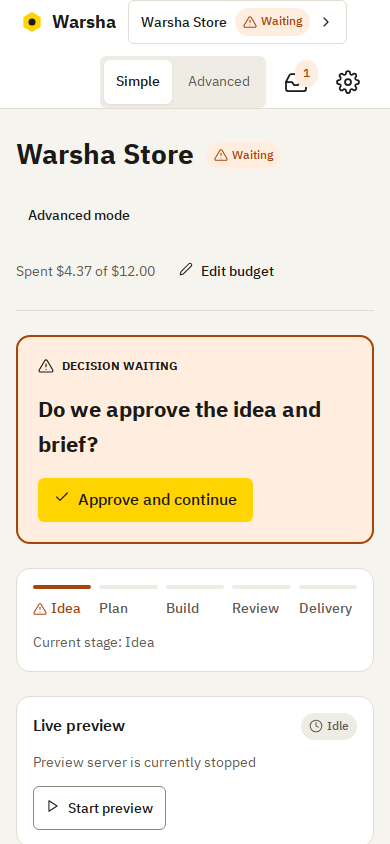 Warsha
Warsha Store
Waiting
Simple
Advanced
1
Warsha Store
Waiting
Advanced mode
Spent $4.37 of $12.00
Edit budget
DECISION WAITING
Do we approve the idea and
brief?
Approve and continue
Idea
Plan
Build
Review
Delivery
Current stage: Idea
Live preview
Idle
Preview server is currently stopped
Start preview